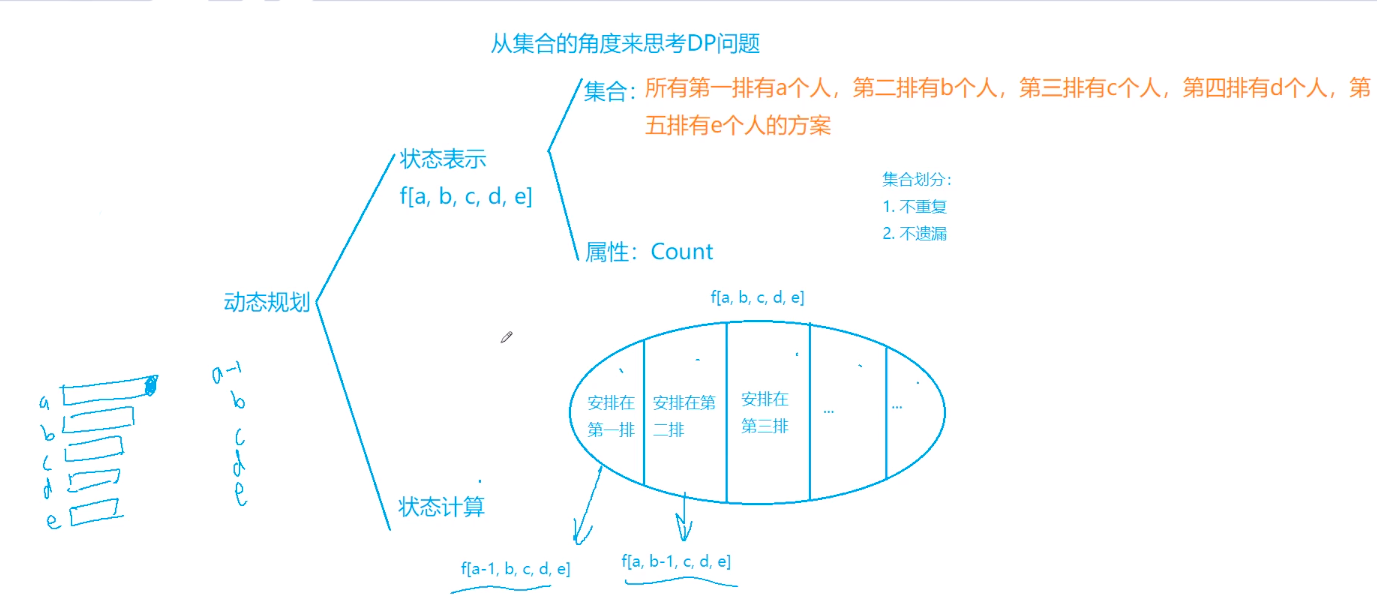 从集合的角度来思考DP问题
集合：所有第一排有a个人，第二排有b个人，第三排有c个人，第四排有d个人，第
五排有e个人的方案
状态表示
f[a, b, c, d, e]
集合划分：
1. 不重复
2. 不遗漏
属性：Count
动态规划
f[a, b, c, d, e]
安排在
第一排
安排在第
二排
安排在
第三排
...
...
a
b
c
d
e
a-1
b
c
d
e
状态计算
f[a-1, b, c, d, e]
f[a, b-1, c, d, e]